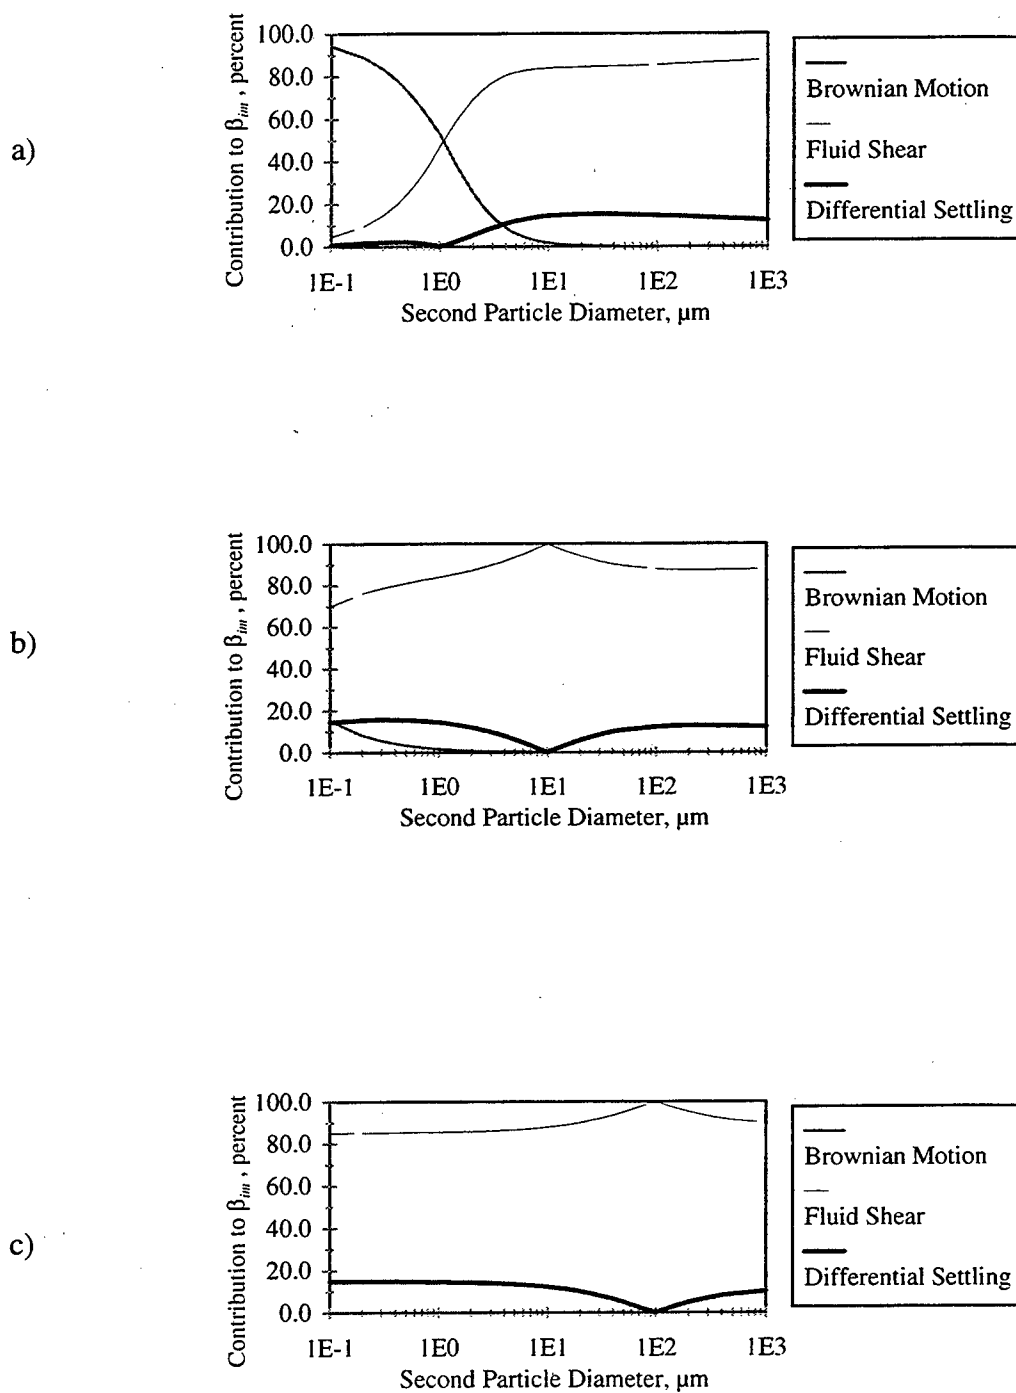 a)
Contribution to βim , percent
100.0
80.0
60.0
40.0
20.0
0.0
1E-1 1E0 1E1 1E2 1E3
Second Particle Diameter, µm
Brownian Motion
Fluid Shear
Differential Settling
b)
Contribution to βim , percent
100.0
80.0
60.0
40.0
20.0
0.0
1E-1 1E0 1E1 1E2 1E3
Second Particle Diameter, µm
Brownian Motion
Fluid Shear
Differential Settling
c)
Contribution to βim , percent
100.0
80.0
60.0
40.0
20.0
0.0
1E-1 1E0 1E1 1E2 1E3
Second Particle Diameter, µm
Brownian Motion
Fluid Shear
Differential Settling